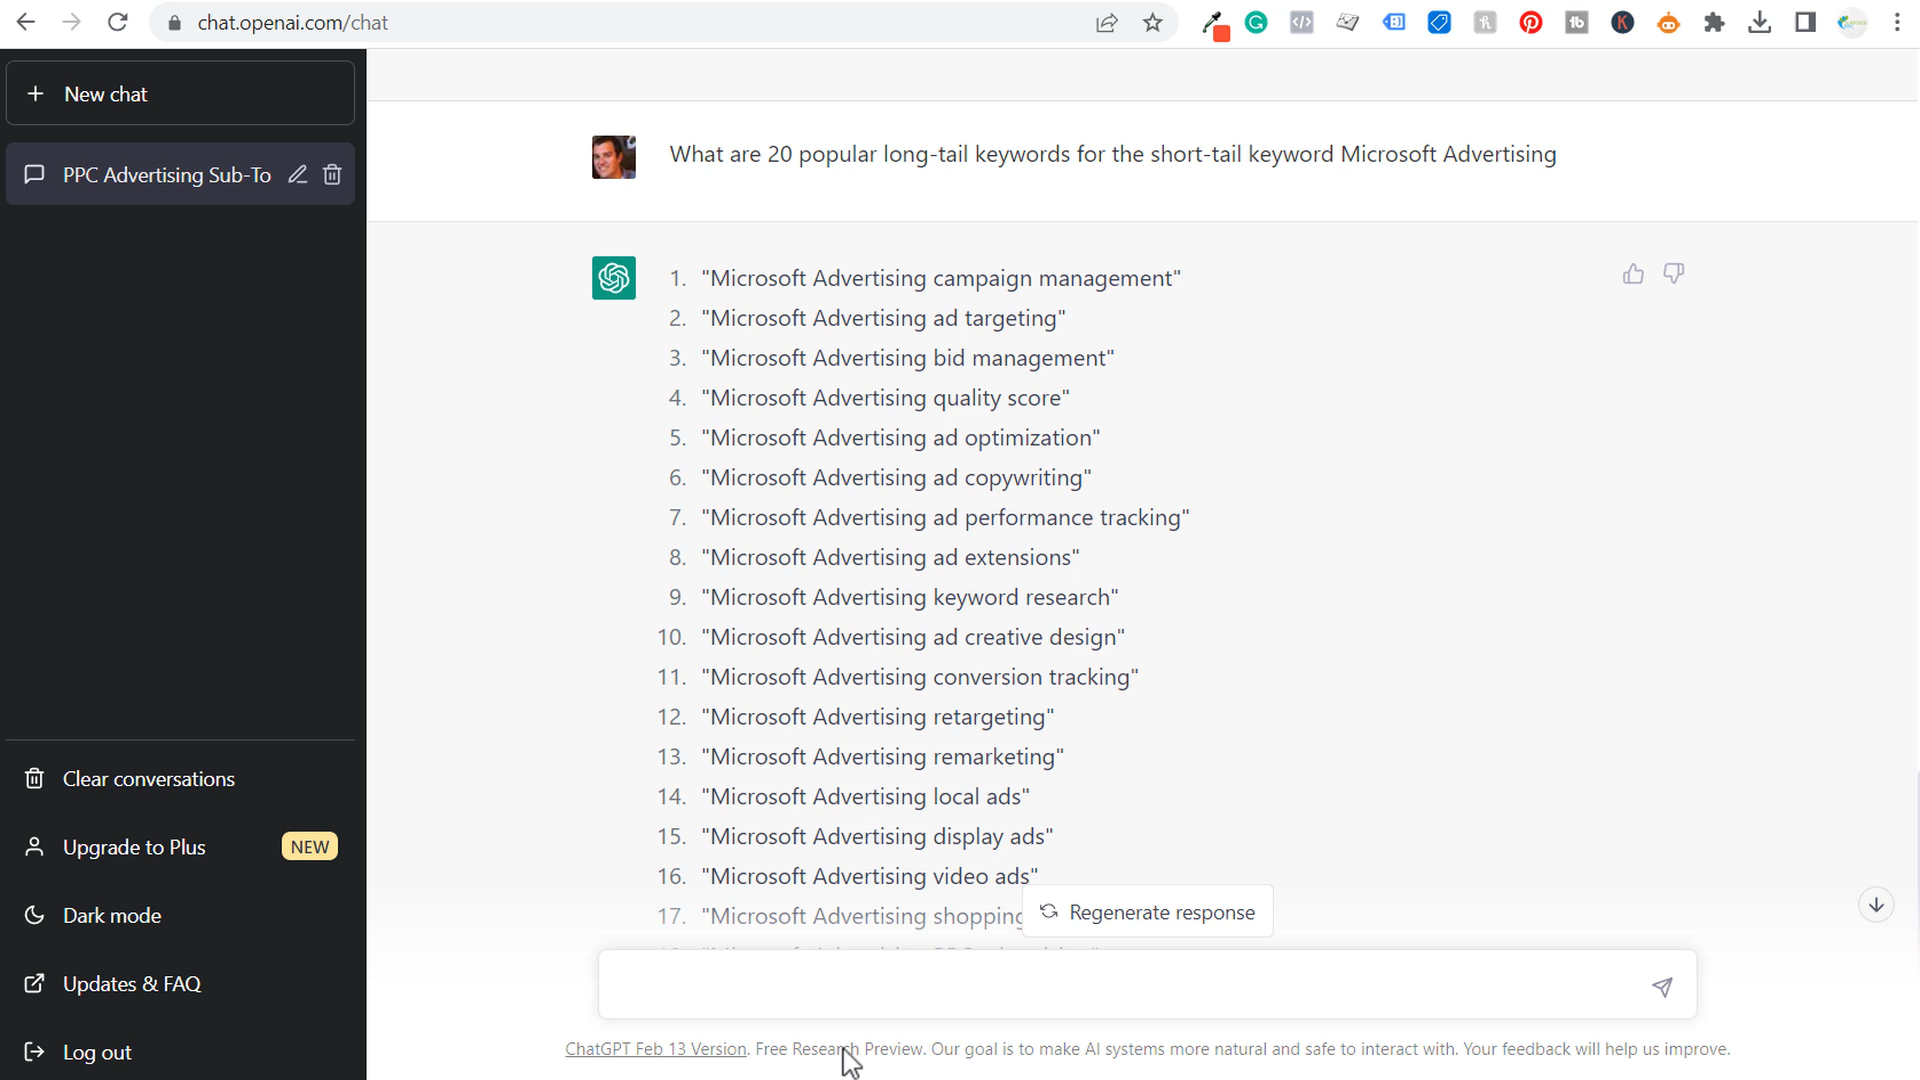 chat.openai.com/chat
New chat
PPC Advertising Sub-To
What are 20 popular long-tail keywords for the short-tail keyword Microsoft Advertising
1. "Microsoft Advertising campaign management"
2. "Microsoft Advertising ad targeting"
3. "Microsoft Advertising bid management"
4. "Microsoft Advertising quality score"
5. "Microsoft Advertising ad optimization"
6. "Microsoft Advertising ad copywriting"
7. "Microsoft Advertising ad performance tracking"
8. "Microsoft Advertising ad extensions"
9. "Microsoft Advertising keyword research"
10. "Microsoft Advertising ad creative design"
11. "Microsoft Advertising conversion tracking"
12. "Microsoft Advertising retargeting"
13. "Microsoft Advertising remarketing"
14. "Microsoft Advertising local ads"
15. "Microsoft Advertising display ads"
16. "Microsoft Advertising video ads"
17. "Microsoft Advertising shopping
Regenerate response
Clear conversations
Upgrade to Plus NEW
Dark mode
Updates & FAQ
Log out
ChatGPT Feb 13 Version. Free Research Preview. Our goal is to make AI systems more natural and safe to interact with. Your feedback will help us improve.